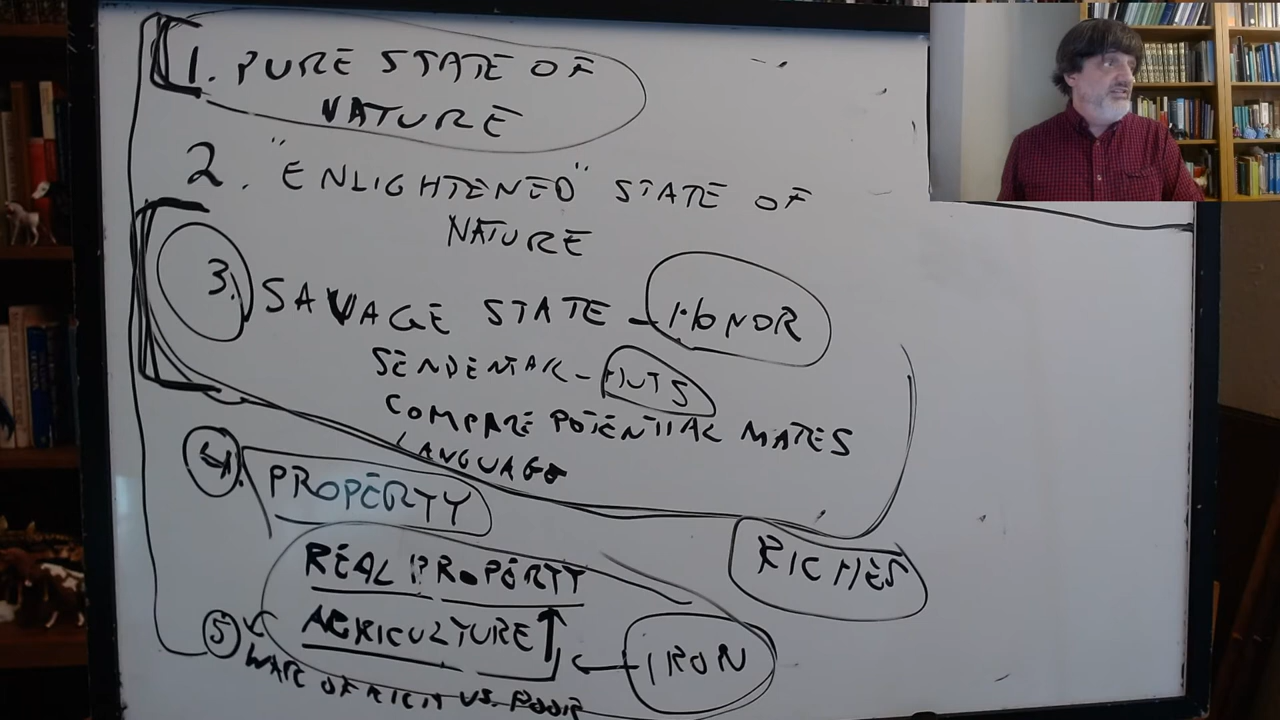 1. PURE STATE OF
NATURE
2. "ENLIGHTENED" STATE OF
NATURE
3. SAVAGE STATE - HONOR
SENDENTAR - HUTS
COMPARE POTENTIAL MATES
LANGUAGE
4. PROPERTY
RICHES
REAL PROPERTY
AGRICULTURE ↑ ← IRON
5 WAR OF RICH VS. POOR